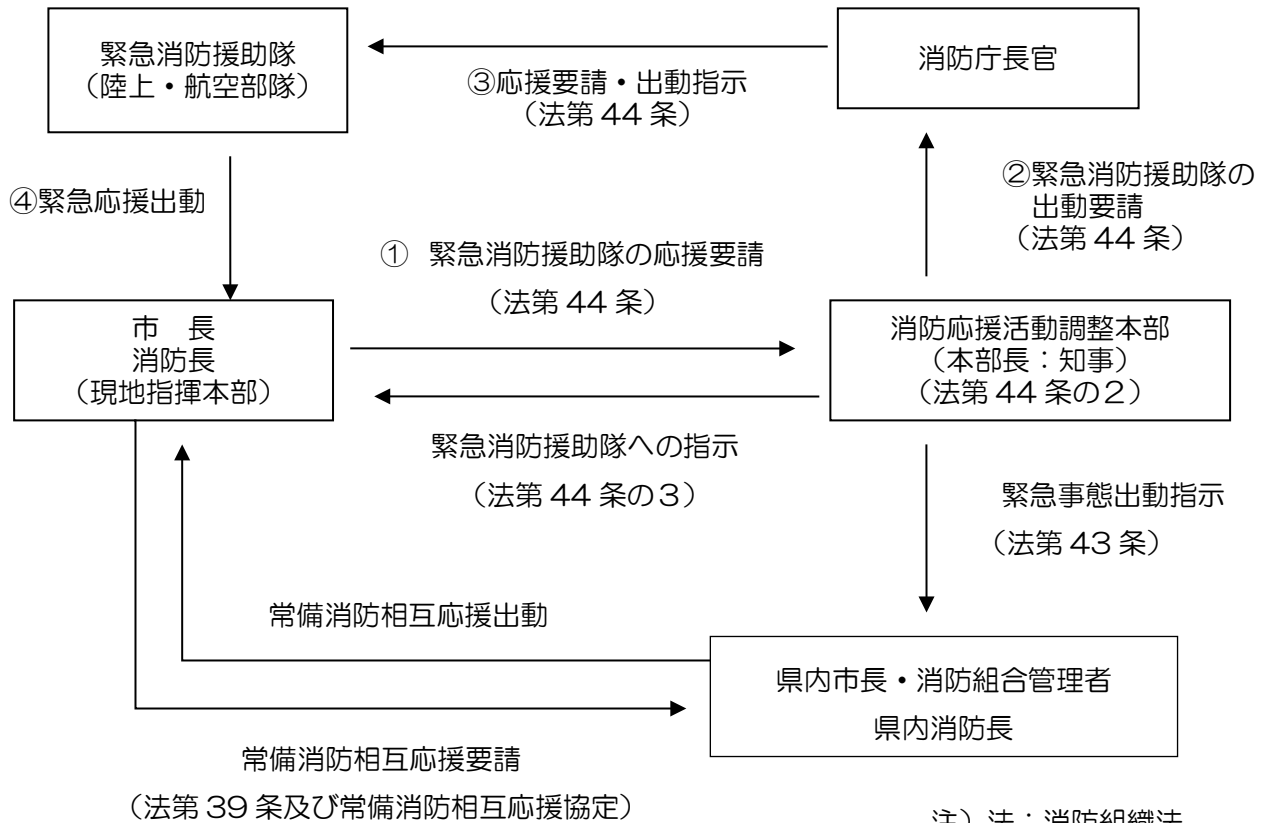 緊急消防援助隊
（陸上・航空部隊）
消防庁長官
③応援要請・出動指示
（法第 44 条）
②緊急消防援助隊の
出動要請
（法第 44 条）
④緊急応援出動
① 緊急消防援助隊の応援要請
（法第 44 条）
市　長
消防長
（現地指揮本部）
消防応援活動調整本部
（本部長：知事）
（法第 44 条の２）
緊急消防援助隊への指示
（法第 44 条の３）
緊急事態出動指示
（法第 43 条）
常備消防相互応援出動
県内市長・消防組合管理者
県内消防長
常備消防相互応援要請
（法第 39 条及び常備消防相互応援協定）
注）法：消防組織法